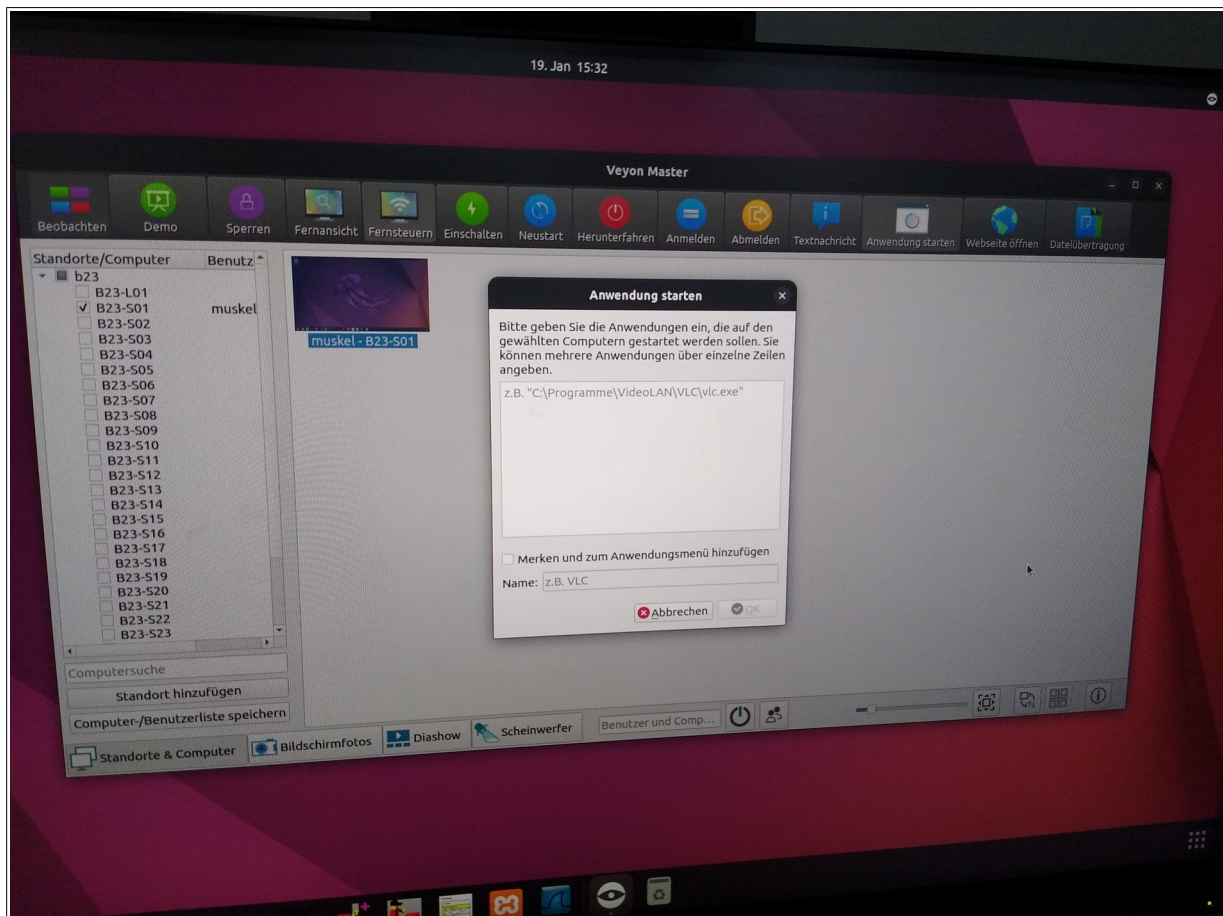 19. Jan 15:32
Veyon Master
Beobachten
Demo
Sperren
Fernansicht
Fernsteuern
Einschalten
Neustart
Herunterfahren
Anmelden
Abmelden
Textnachricht
Anwendung starten
Webseite öffnen
Dateiübertragung
Standorte/Computer Benutz
b23
B23-L01
B23-S01 muskel
B23-S02
B23-S03
B23-S04
B23-S05
B23-S06
B23-S07
B23-S08
B23-S09
B23-S10
B23-S11
B23-S12
B23-S13
B23-S14
B23-S15
B23-S16
B23-S17
B23-S18
B23-S19
B23-S20
B23-S21
B23-S22
B23-S23
Computersuche
Standort hinzufügen
Computer-/Benutzerliste speichern
muskel - B23-S01
Anwendung starten
Bitte geben Sie die Anwendungen ein, die auf den
gewählten Computern gestartet werden sollen. Sie
können mehrere Anwendungen über einzelne Zeilen
angeben.
z.B. "C:\Programme\VideoLAN\VLC\vlc.exe"
Merken und zum Anwendungsmenü hinzufügen
Name: z.B. VLC
Abbrechen
OK
Standorte & Computer
Bildschirmfotos
Diashow
Scheinwerfer
Benutzer und Comp...